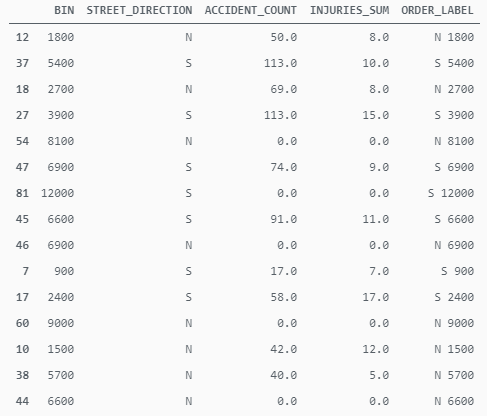 BIN STREET_DIRECTION ACCIDENT_COUNT INJURIES_SUM ORDER_LABEL
12 1800 N 50.0 8.0 N 1800
37 5400 S 113.0 10.0 S 5400
18 2700 N 69.0 8.0 N 2700
27 3900 S 113.0 15.0 S 3900
54 8100 N 0.0 0.0 N 8100
47 6900 S 74.0 9.0 S 6900
81 12000 S 0.0 0.0 S 12000
45 6600 S 91.0 11.0 S 6600
46 6900 N 0.0 0.0 N 6900
7 900 S 17.0 7.0 S 900
17 2400 S 58.0 17.0 S 2400
60 9000 N 0.0 0.0 N 9000
10 1500 N 42.0 12.0 N 1500
38 5700 N 40.0 5.0 N 5700
44 6600 N 0.0 0.0 N 6600